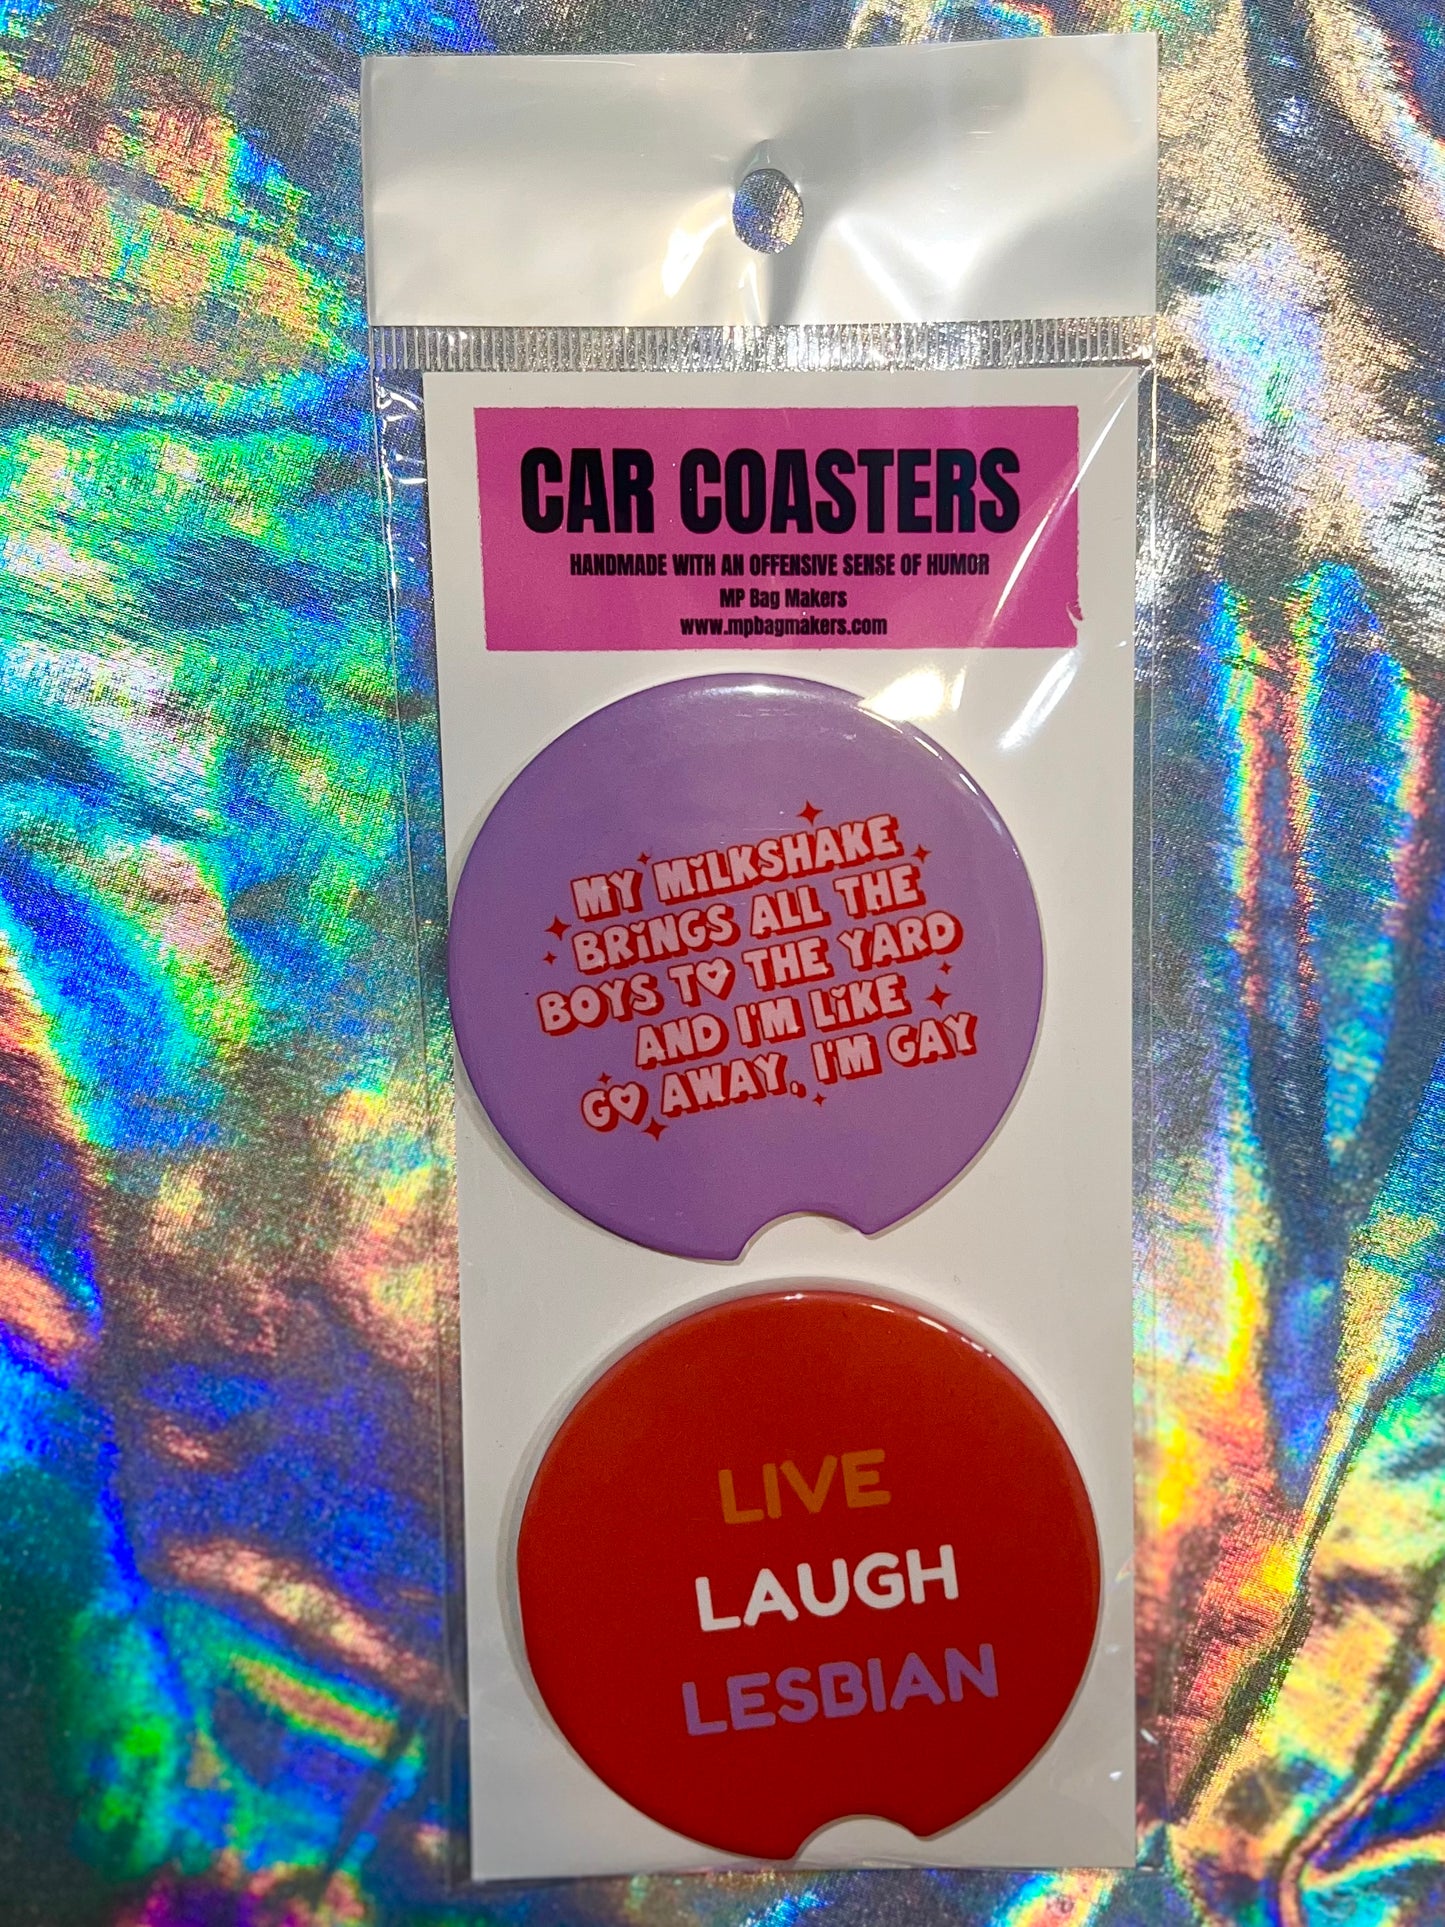 CAR COASTERS
HANDMADE WITH AN OFFENSIVE SENSE OF HUMOR
MP Bag Makers
www.mpbagmakers.com
MY MiLKSHAKE
BRiNGS ALL THE
BOYS TO THE YARD
AND I'M LiKE
GO AWAY, I'M GAY
LIVE
LAUGH
LESBIAN